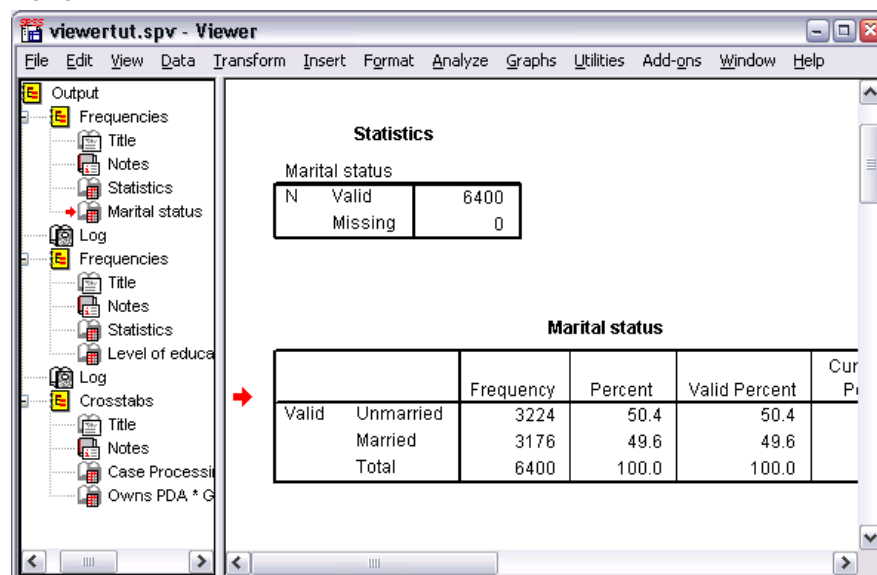 viewertut.spv - Viewer
File Edit View Data Transform Insert Format Analyze Graphs Utilities Add-ons Window Help
Output
Frequencies
Title
Notes
Statistics
Marital status
Log
Frequencies
Title
Notes
Statistics
Level of educa
Log
Crosstabs
Title
Notes
Case Processi
Owns PDA * G
Statistics
Marital status
N Valid 6400
Missing 0
Marital status
Frequency Percent Valid Percent
Valid Unmarried 3224 50.4 50.4
Married 3176 49.6 49.6
Total 6400 100.0 100.0